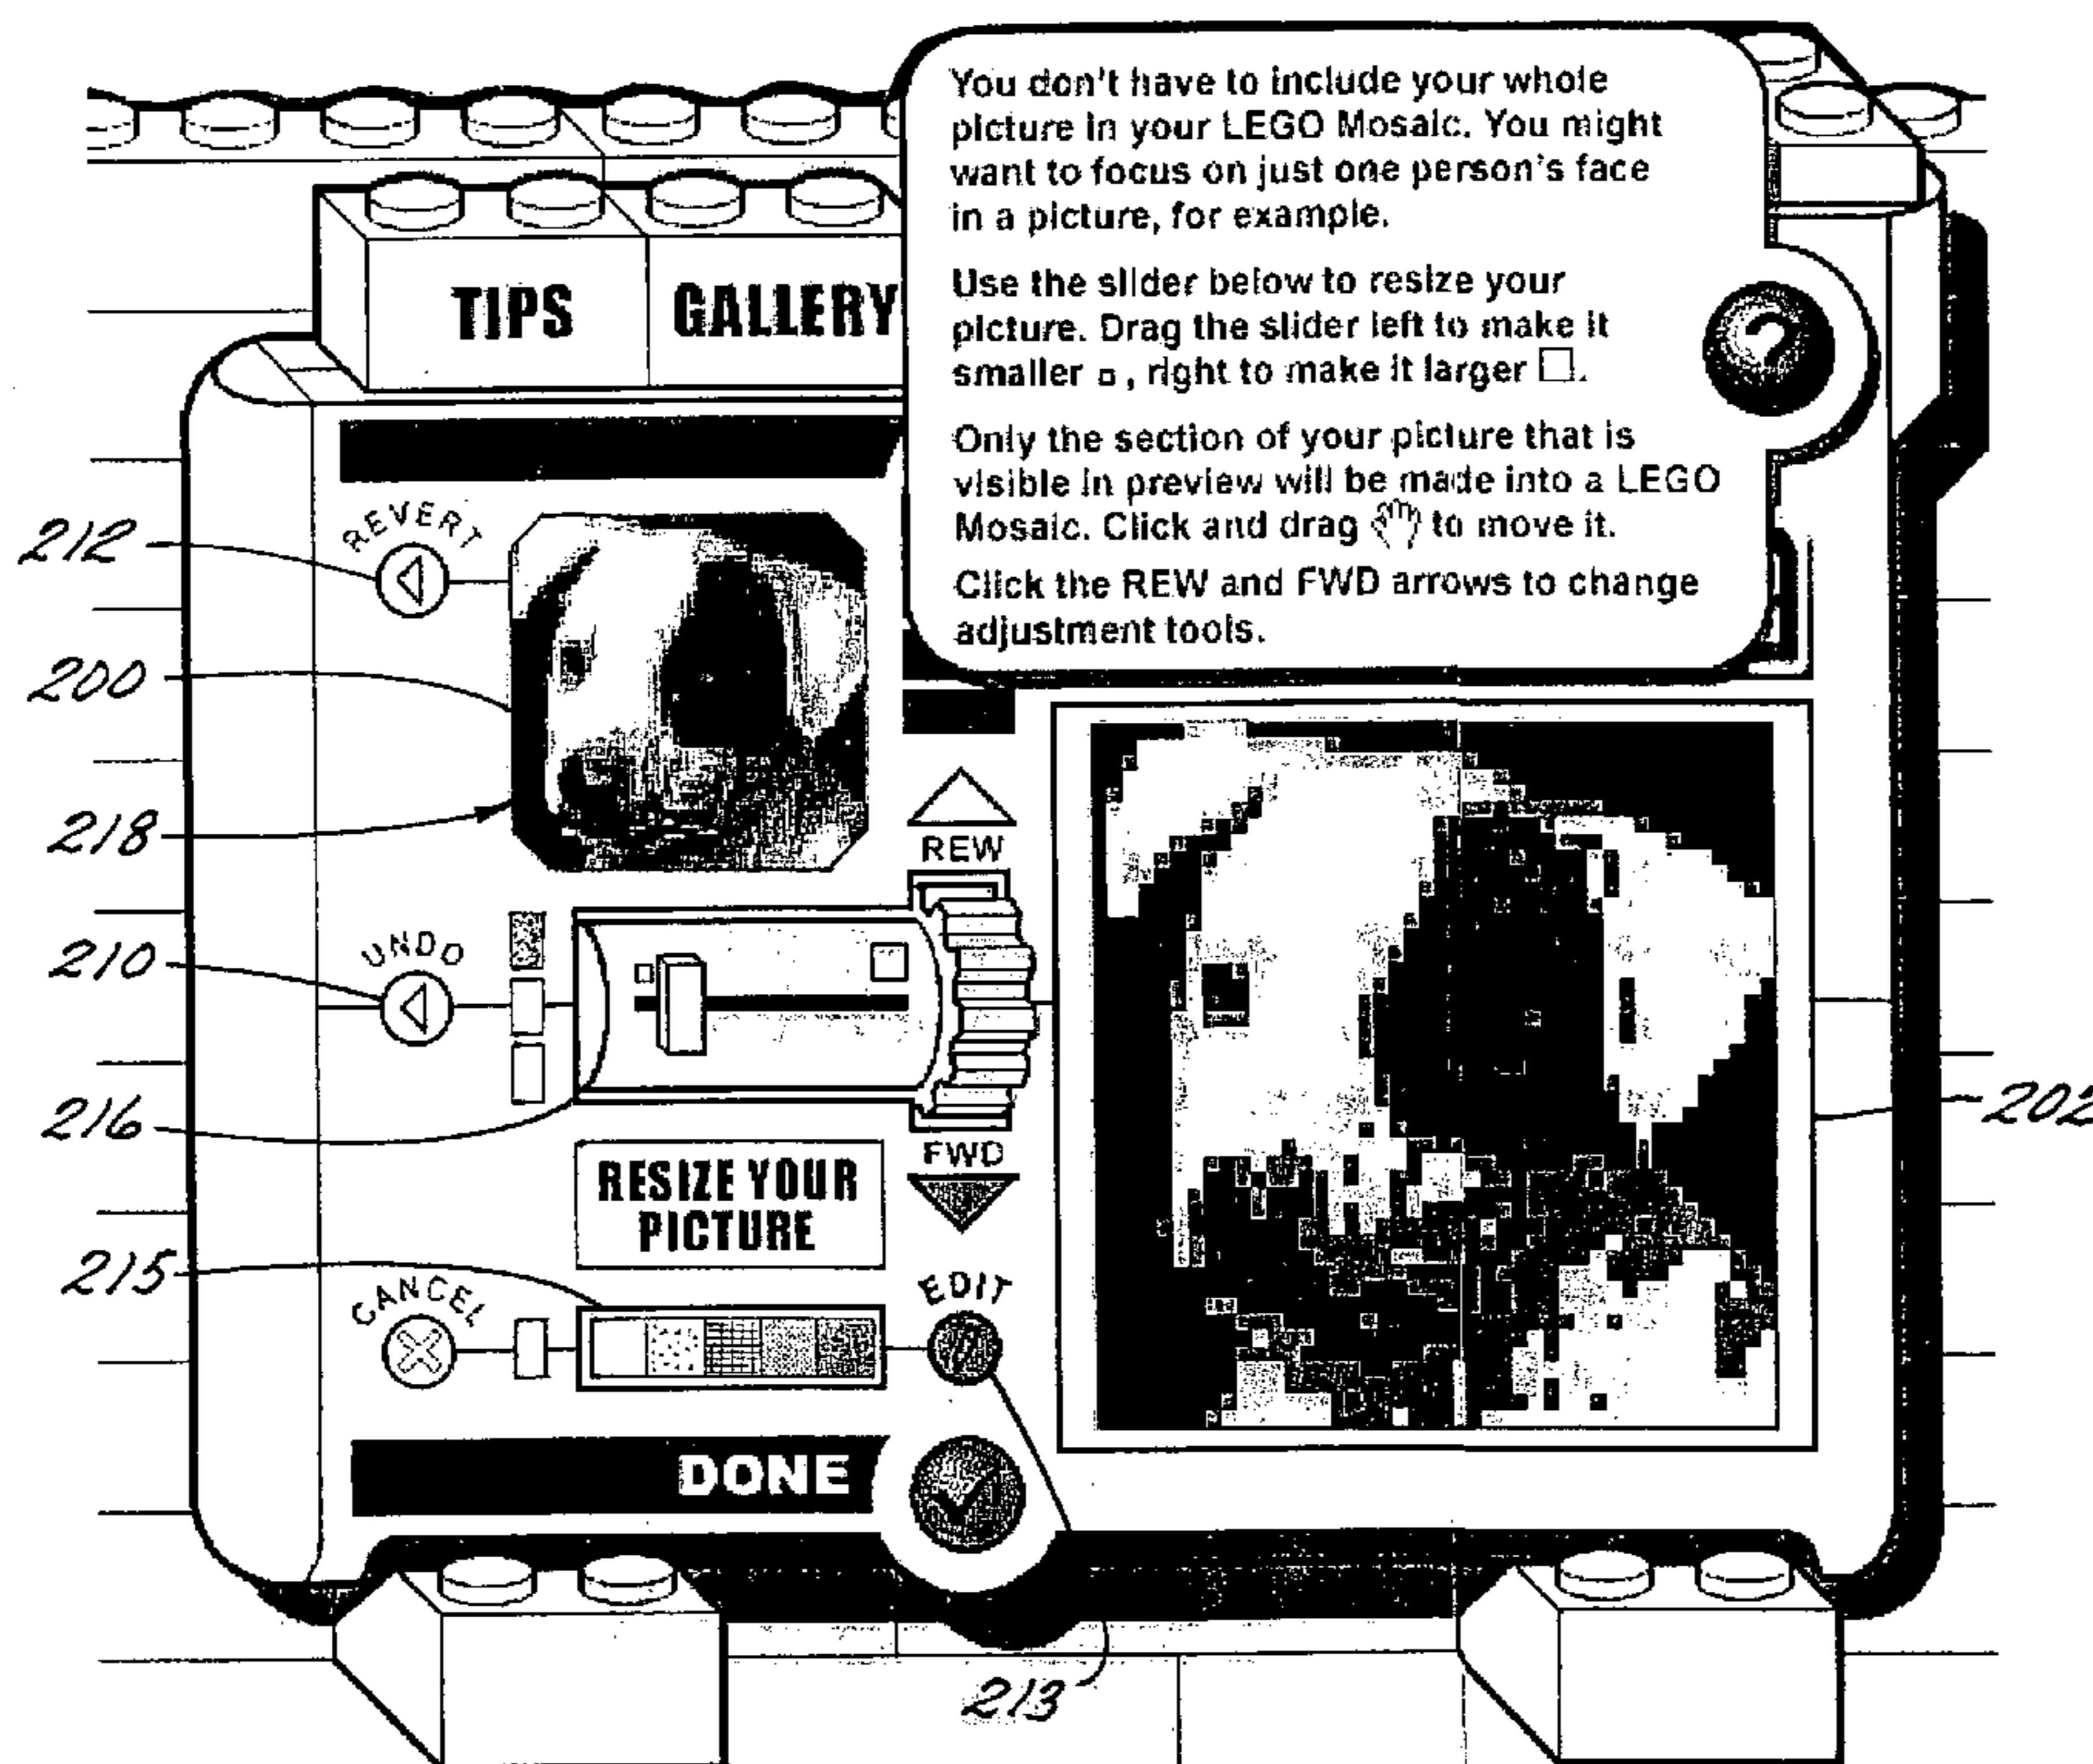 You don't have to include your whole
picture in your LEGO Mosaic. You might
want to focus on just one person's face
in a picture, for example.
Use the slider below to resize your
picture. Drag the slider left to make it
smaller , right to make it larger .
Only the section of your picture that is
visible in preview will be made into a LEGO
Mosaic. Click and drag to move it.
Click the REW and FWD arrows to change
adjustment tools.
?
TIPS GALLERY
212
REVERT
200
218
REW
210
UNDO
216
202
FWD
RESIZE YOUR
PICTURE
215
CANCEL
EDIT
DONE
213